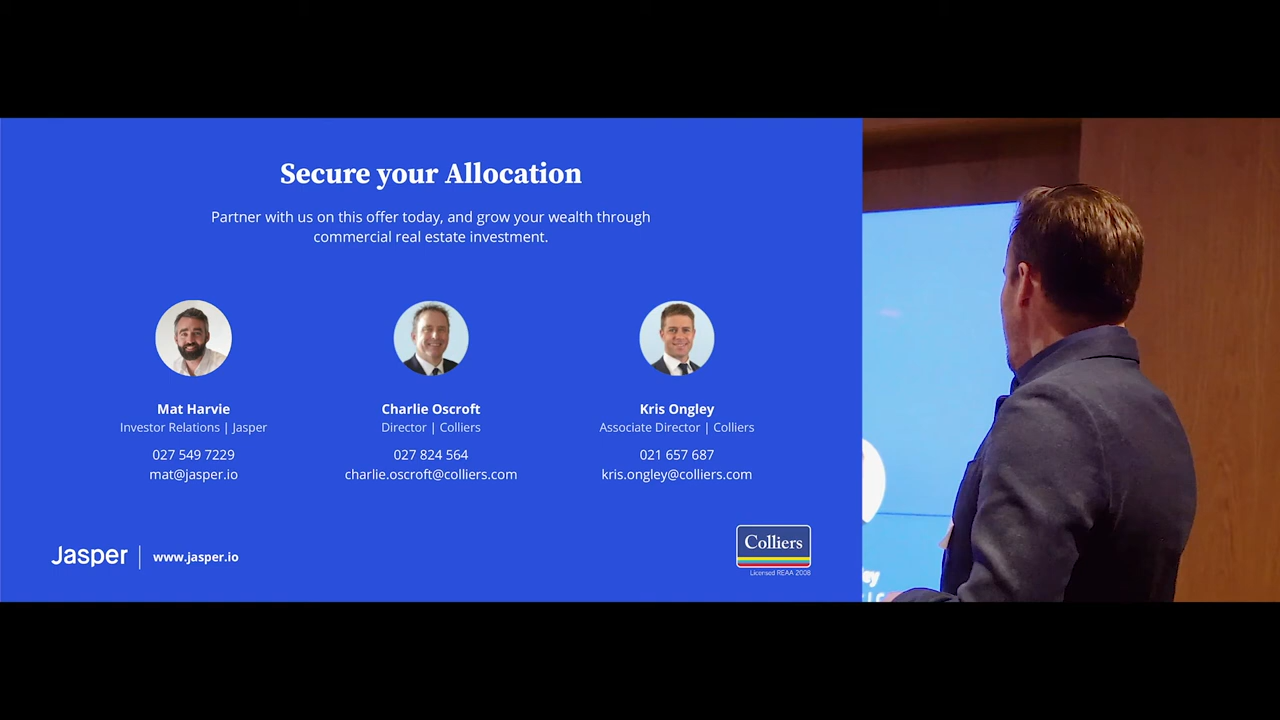 Secure your Allocation
Partner with us on this offer today, and grow your wealth through
commercial real estate investment.
Mat Harvie
Investor Relations | Jasper
027 549 7229
mat@jasper.io
Charlie Oscroft
Director | Colliers
027 824 564
charlie.oscroft@colliers.com
Kris Ongley
Associate Director | Colliers
021 657 687
kris.ongley@colliers.com
Jasper | www.jasper.io
Colliers
Licensed REAA 2008